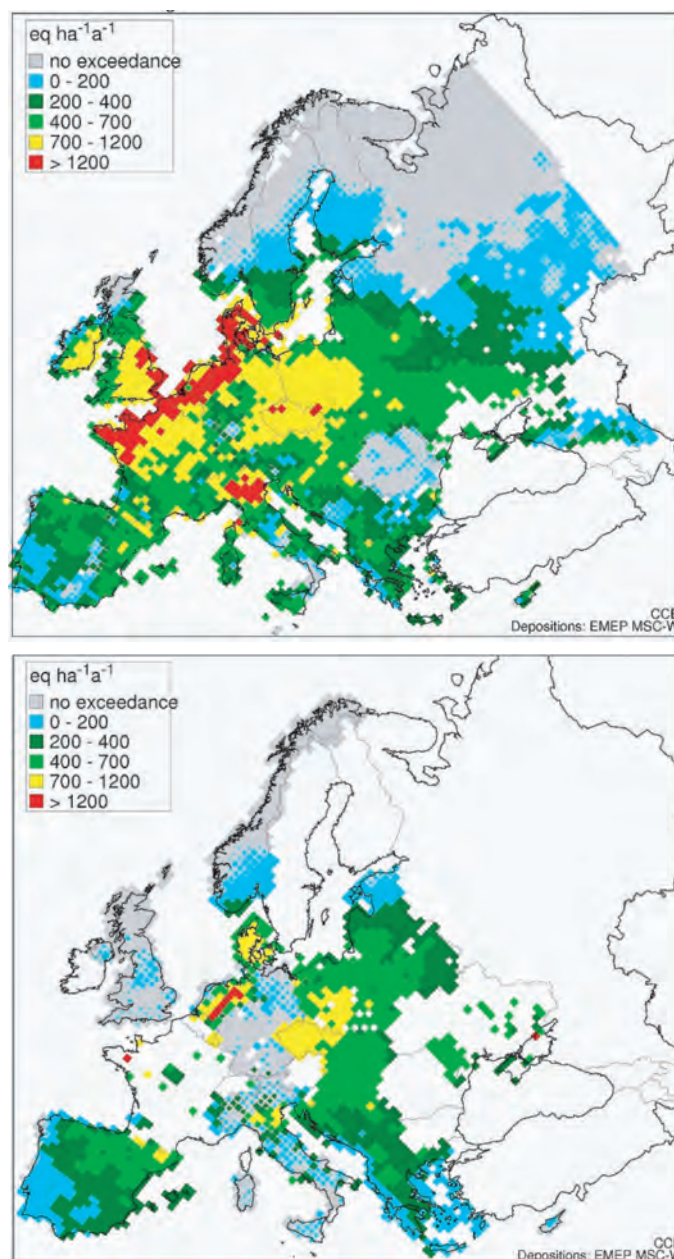 eq ha⁻¹a⁻¹
no exceedance
0 - 200
200 - 400
400 - 700
700 - 1200
> 1200
CCE
Depositions: EMEP MSC-W
eq ha⁻¹a⁻¹
no exceedance
0 - 200
200 - 400
400 - 700
700 - 1200
> 1200
Depositions: EMEP MSC-W